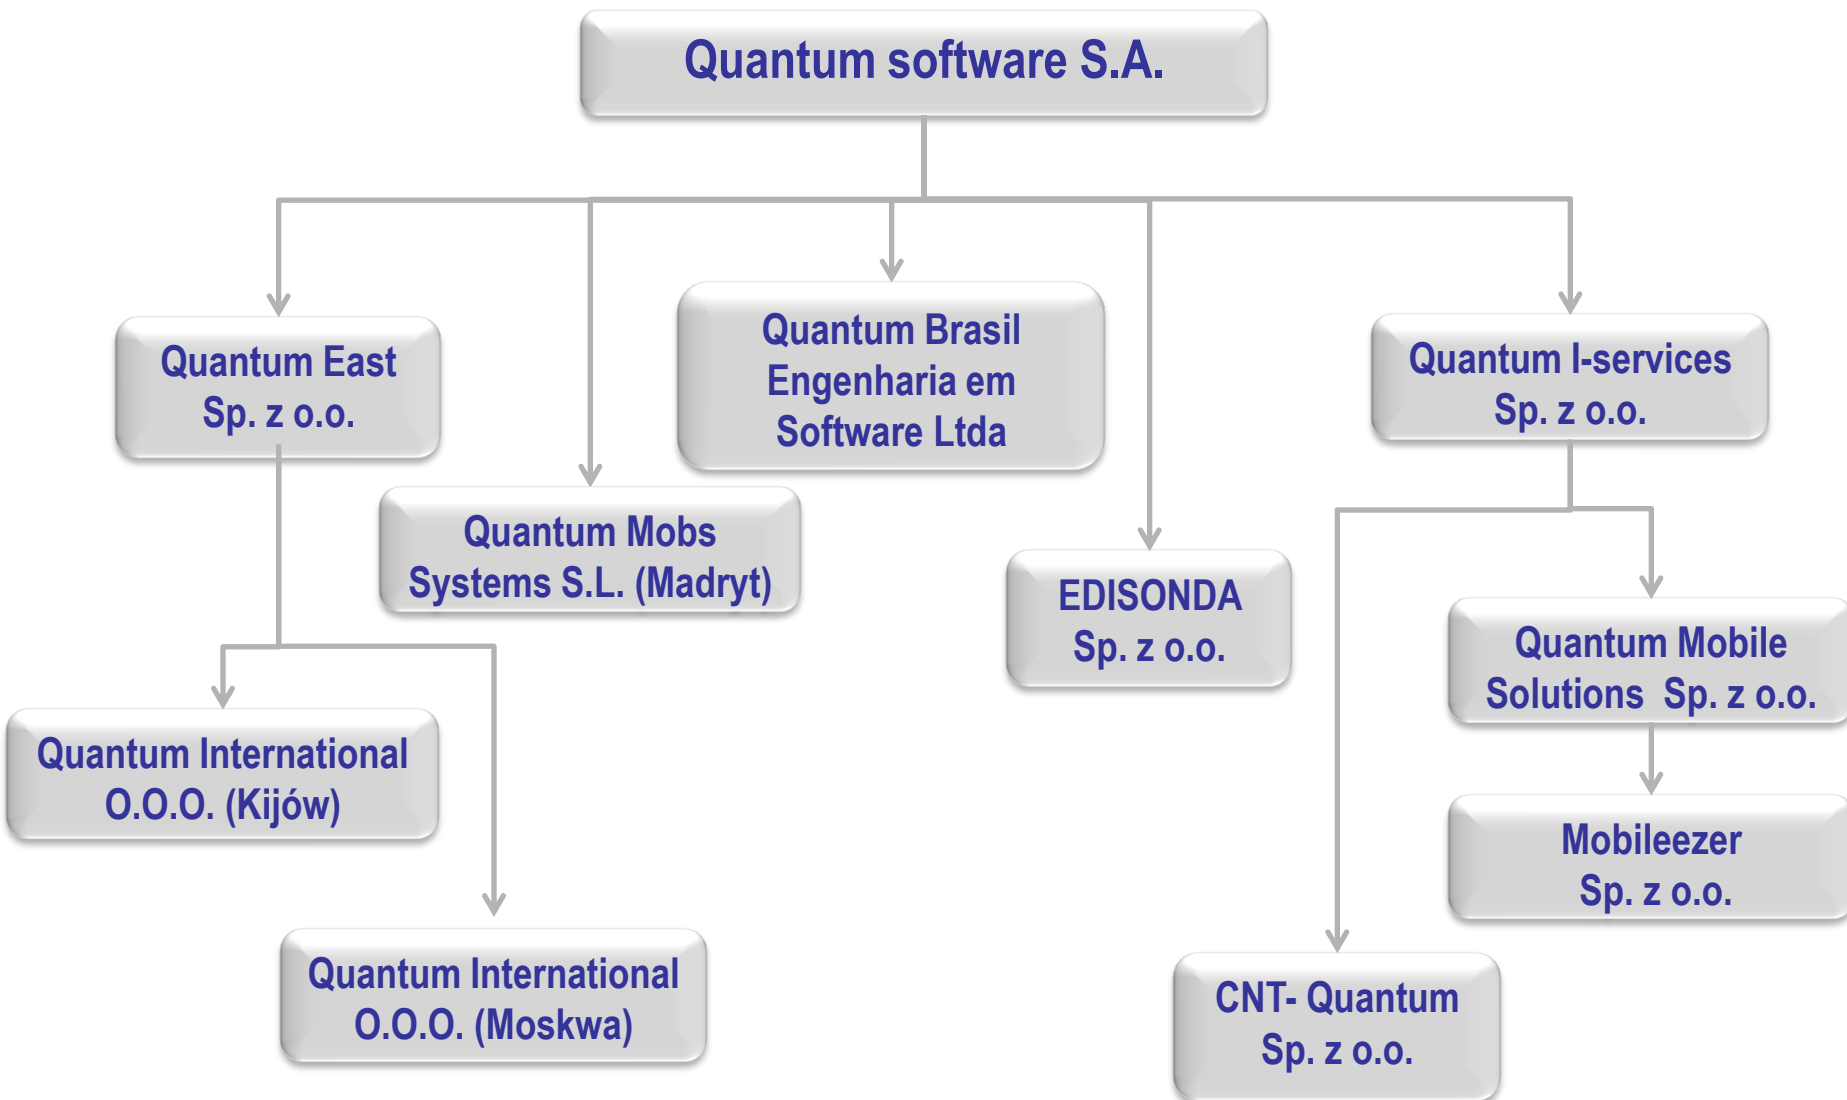 Quantum software S.A.
Quantum East
Sp. z o.o.
Quantum Mobs
Systems S.L. (Madryt)
Quantum Brasil
Engenharia em
Software Ltda
EDISONDA
Sp. z o.o.
Quantum I-services
Sp. z o.o.
Quantum International
O.O.O. (Kijów)
Quantum International
O.O.O. (Moskwa)
Quantum Mobile
Solutions  Sp. z o.o.
Mobileezer
Sp. z o.o.
CNT- Quantum
Sp. z o.o.